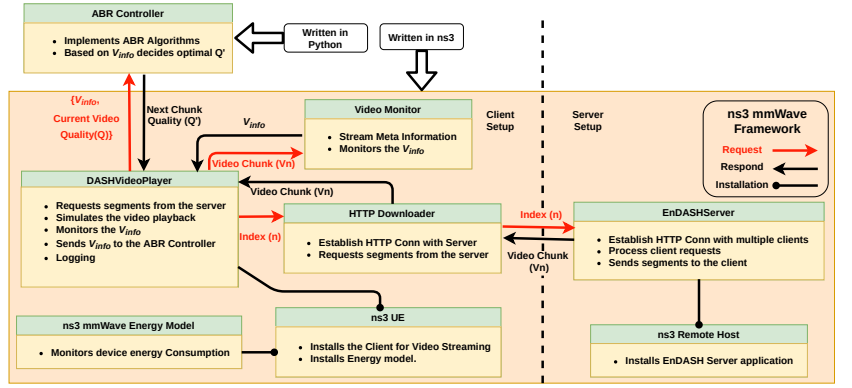 ABR Controller
• Implements ABR Algorithms
• Based on Vinfo decides optimal Q'
Written in
Python
Written in ns3
{Vinfo,
Current Video
Quality(Q)}
Next Chunk
Quality (Q')
Vinfo
Video Chunk (Vn)
Video Monitor
• Stream Meta Information
• Monitors the Vinfo
Client
Setup
Server
Setup
ns3 mmWave
Framework
Request
Respond
Installation
DASHVideoPlayer
• Requests segments from the server
• Simulates the video playback
• Monitors the Vinfo
• Sends Vinfo to the ABR Controller
• Logging
Video Chunk (Vn)
Index (n)
HTTP Downloader
• Establish HTTP Conn with Server
• Requests segments from the server
Index (n)
Video Chunk
(Vn)
EnDASHServer
• Establish HTTP Conn with multiple clients
• Process client requests
• Sends segments to the client
ns3 mmWave Energy Model
• Monitors device energy Consumption
ns3 UE
• Installs the Client for Video Streaming
• Installs Energy model.
ns3 Remote Host
• Installs EnDASH Server application